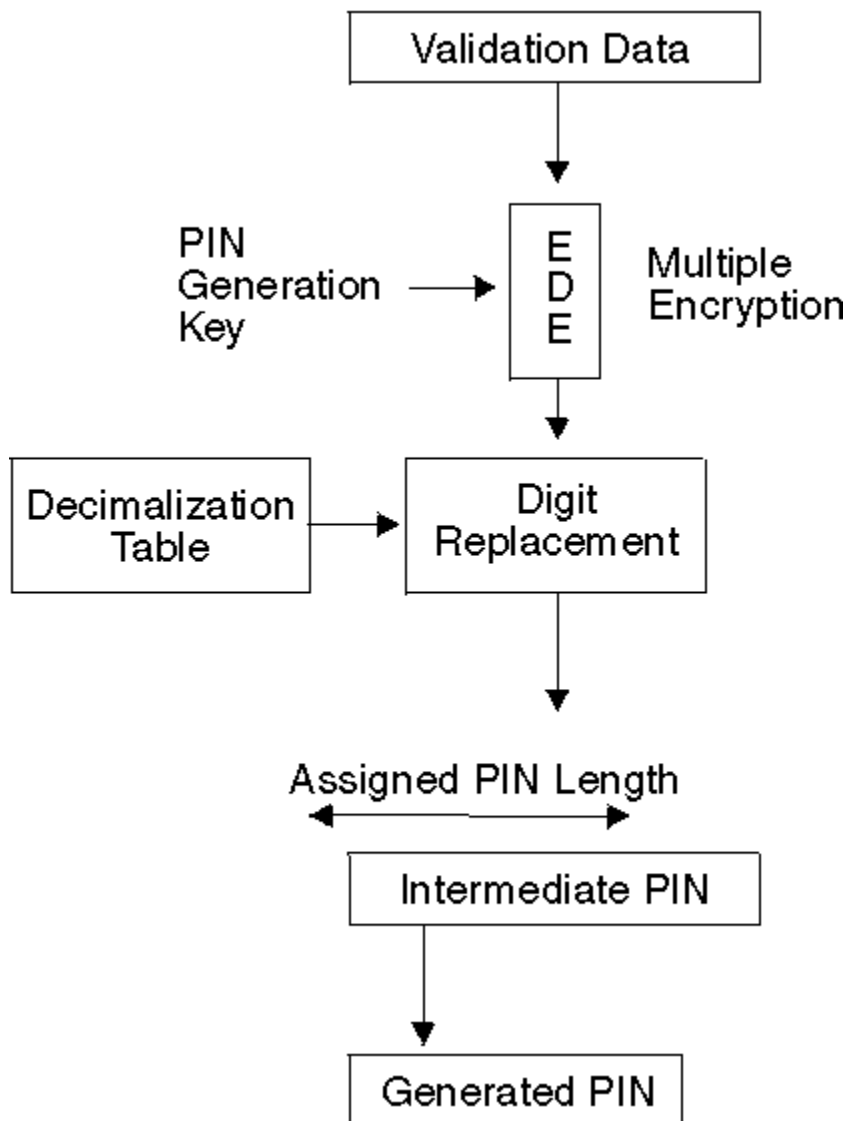 Validation Data
PIN
Generation
Key
E
D
E
Multiple
Encryption
Decimalization
Table
Digit
Replacement
Assigned PIN Length
Intermediate PIN
Generated PIN